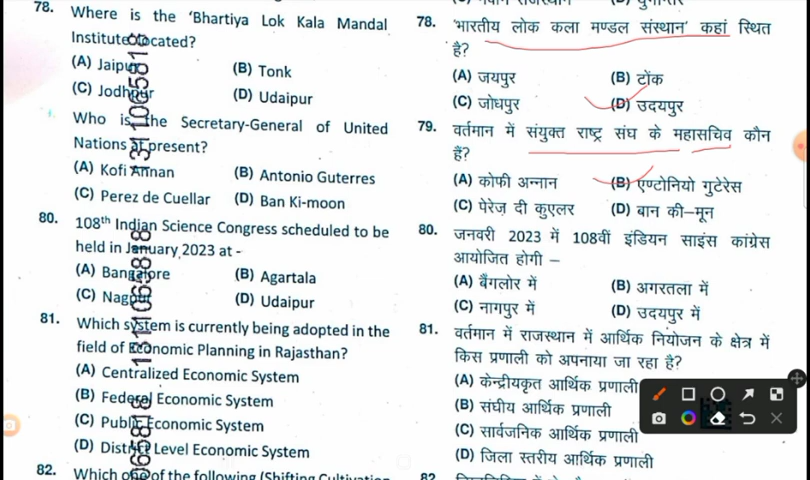 78. Where is the 'Bhartiya Lok Kala Mandal
Institute located?
(A) Jaipur (B) Tonk
(C) Jodhpur (D) Udaipur
Who is the Secretary-General of United
Nations at present?
(A) Kofi Annan (B) Antonio Guterres
(C) Perez de Cuellar (D) Ban Ki-moon
80. 108th Indian Science Congress scheduled to be
held in January 2023 at -
(A) Bangalore (B) Agartala
(C) Nagpur (D) Udaipur
81. Which system is currently being adopted in the
field of Economic Planning in Rajasthan?
(A) Centralized Economic System
(B) Federal Economic System
(C) Public Economic System
(D) District Level Economic System
82. Which one of the following (Shifting Cultivation
78. 'भारतीय लोक कला मण्डल संस्थान' कहां स्थित
है?
(A) जयपुर (B) टोंक
(C) जोधपुर (D) उदयपुर
79. वर्तमान में संयुक्त राष्ट्र संघ के महासचिव कौन
हैं?
(A) कोफी अन्नान (B) एण्टोनियो गुटेरेस
(C) पेरेज़ दी कुएलर (D) बान की-मून
80. जनवरी 2023 में 108वीं इंडियन साइंस कांग्रेस
आयोजित होगी –
(A) बैंगलोर में (B) अगरतला में
(C) नागपुर में (D) उदयपुर में
81. वर्तमान में राजस्थान में आर्थिक नियोजन के क्षेत्र में
किस प्रणाली को अपनाया जा रहा है?
(A) केन्द्रीयकृत आर्थिक प्रणाली
(B) संघीय आर्थिक प्रणाली
(C) सार्वजनिक आर्थिक प्रणाली
(D) जिला स्तरीय आर्थिक प्रणाली
82
13110065818
13110065818